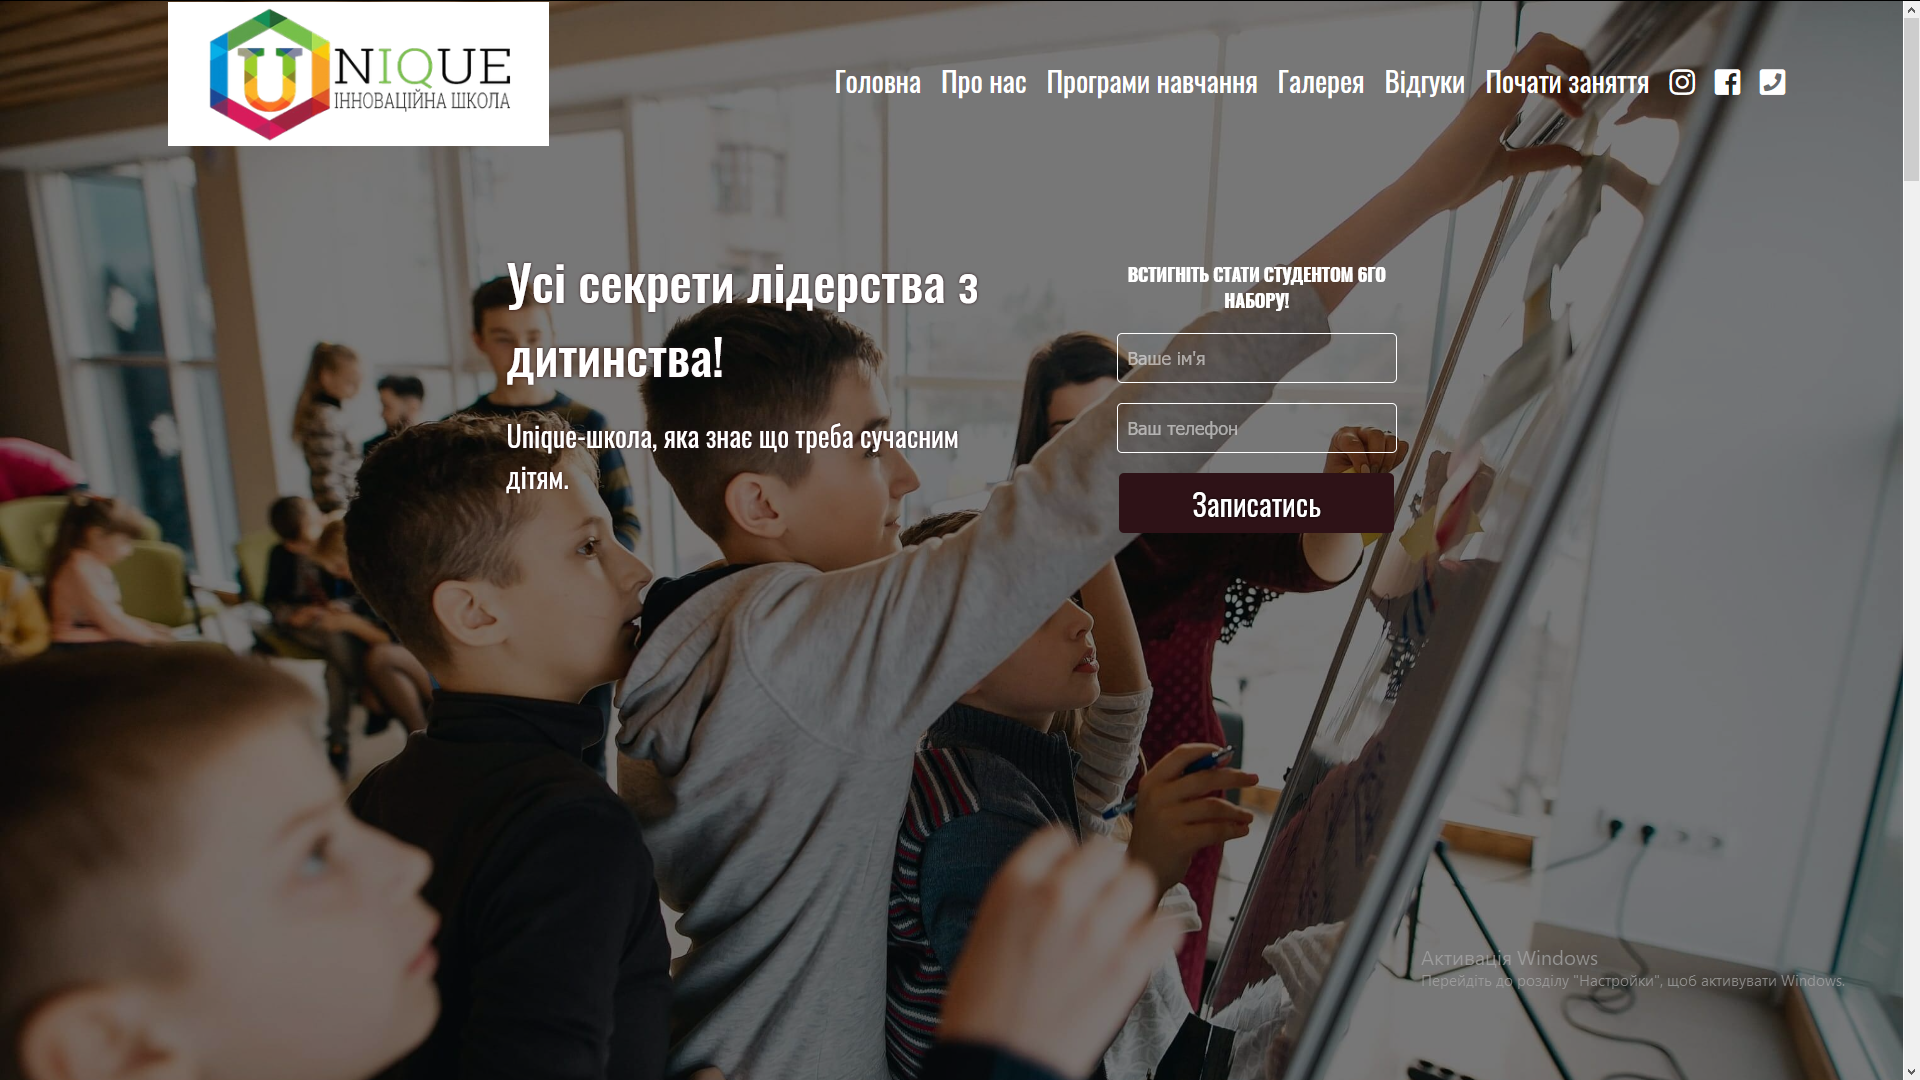 UNIQUE
ІННОВАЦІЙНА ШКОЛА
Головна Про нас Програми навчання Галерея Відгуки Почати заняття
Усі секрети лідерства з
дитинства!
Unique-школа, яка знає що треба сучасним
дітям.
ВСТИГНІТЬ СТАТИ СТУДЕНТОМ 6ГО
НАБОРУ!
Ваше ім'я
Ваш телефон
Записатись
Активація Windows
Перейдіть до розділу "Настройки", щоб активувати Windows.